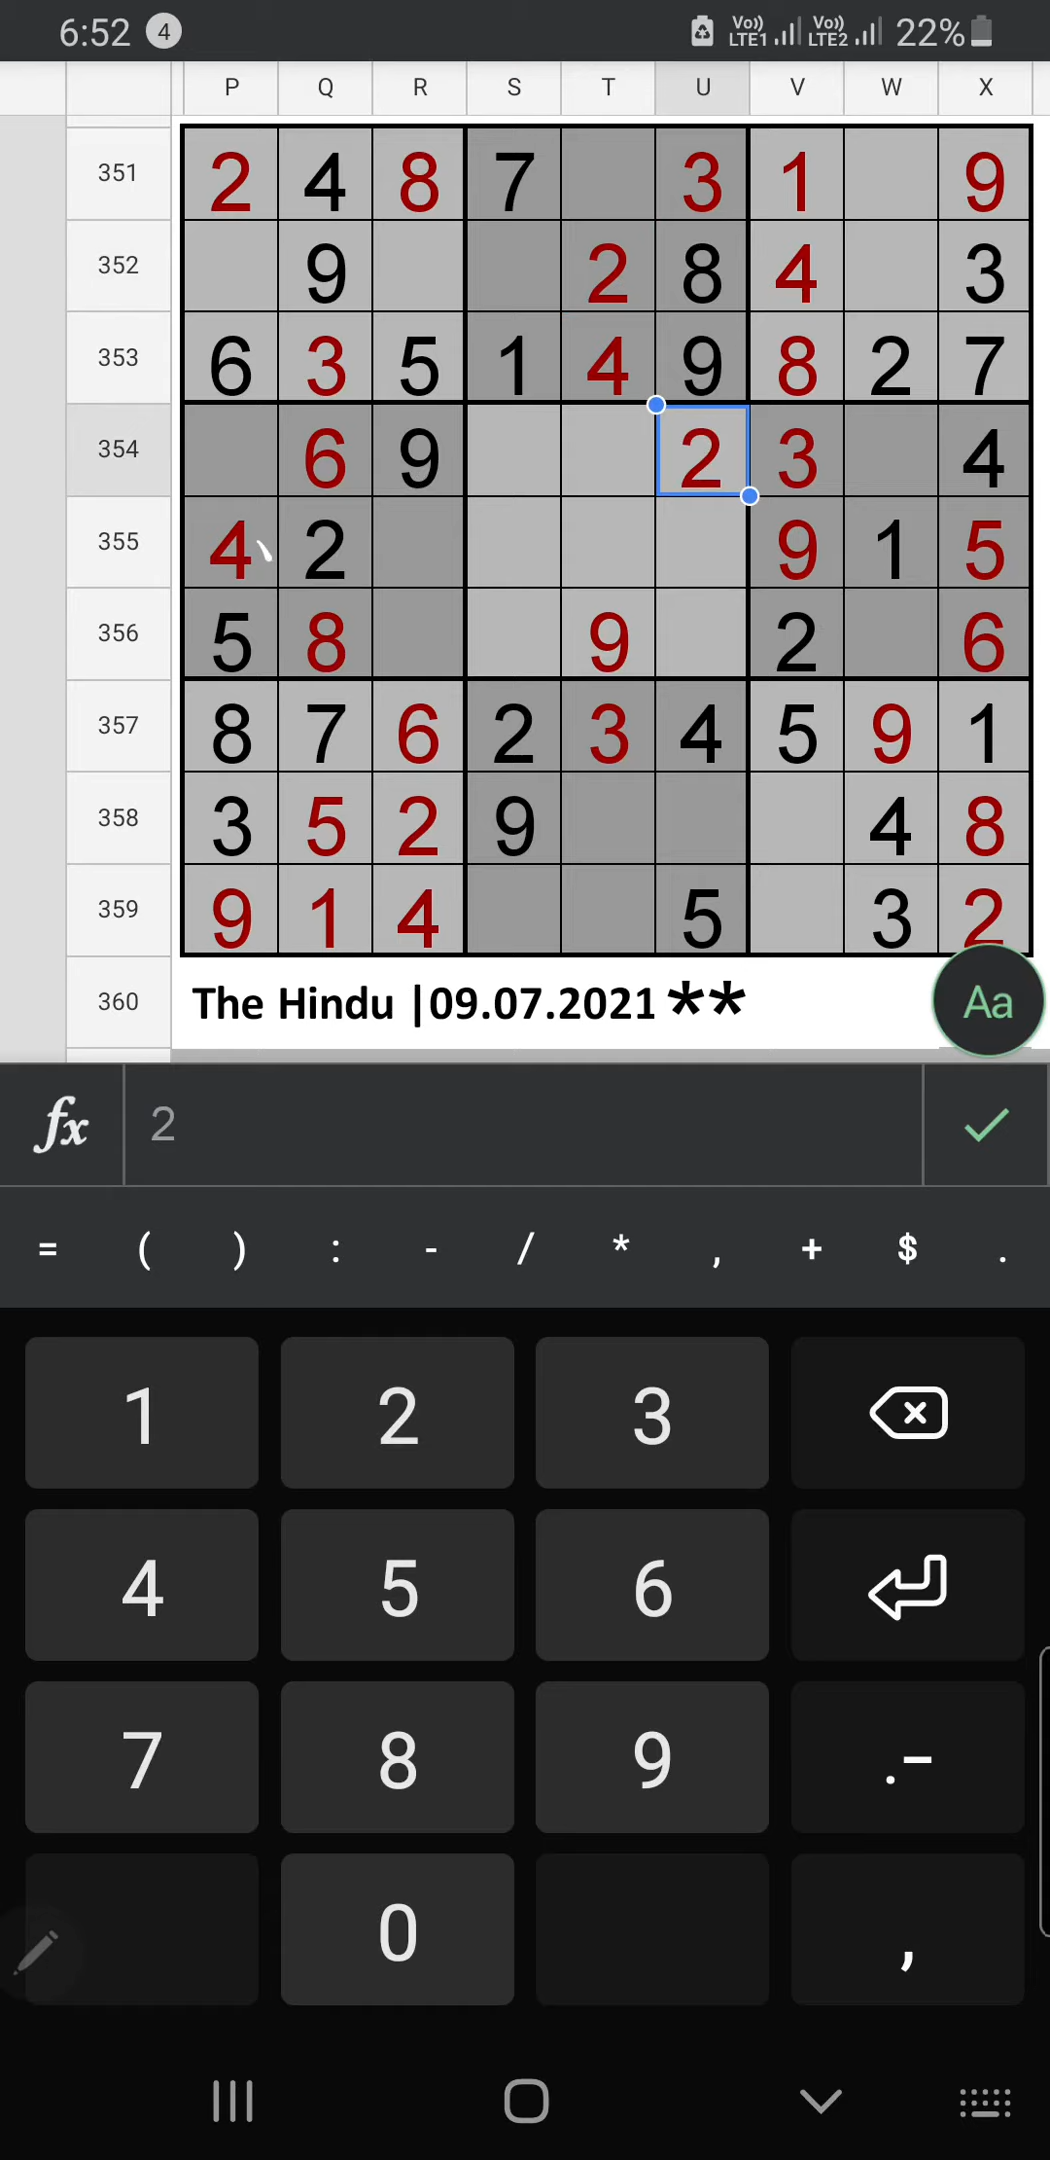 6:52 4 Vo)) LTE1 Vo)) LTE2 22%
P Q R S T U V W X
351 2 4 8 7 3 1 9
352 9 2 8 4 3
353 6 3 5 1 4 9 8 2 7
354 6 9 2 3 4
355 4 2 9 1 5
356 5 8 9 2 6
357 8 7 6 2 3 4 5 9 1
358 3 5 2 9 4 8
359 9 1 4 5 3 2
360 The Hindu |09.07.2021 **
Aa
fx 2
= ( ) : - / * , + $ .
1 2 3
4 5 6
7 8 9 .-
0 ,